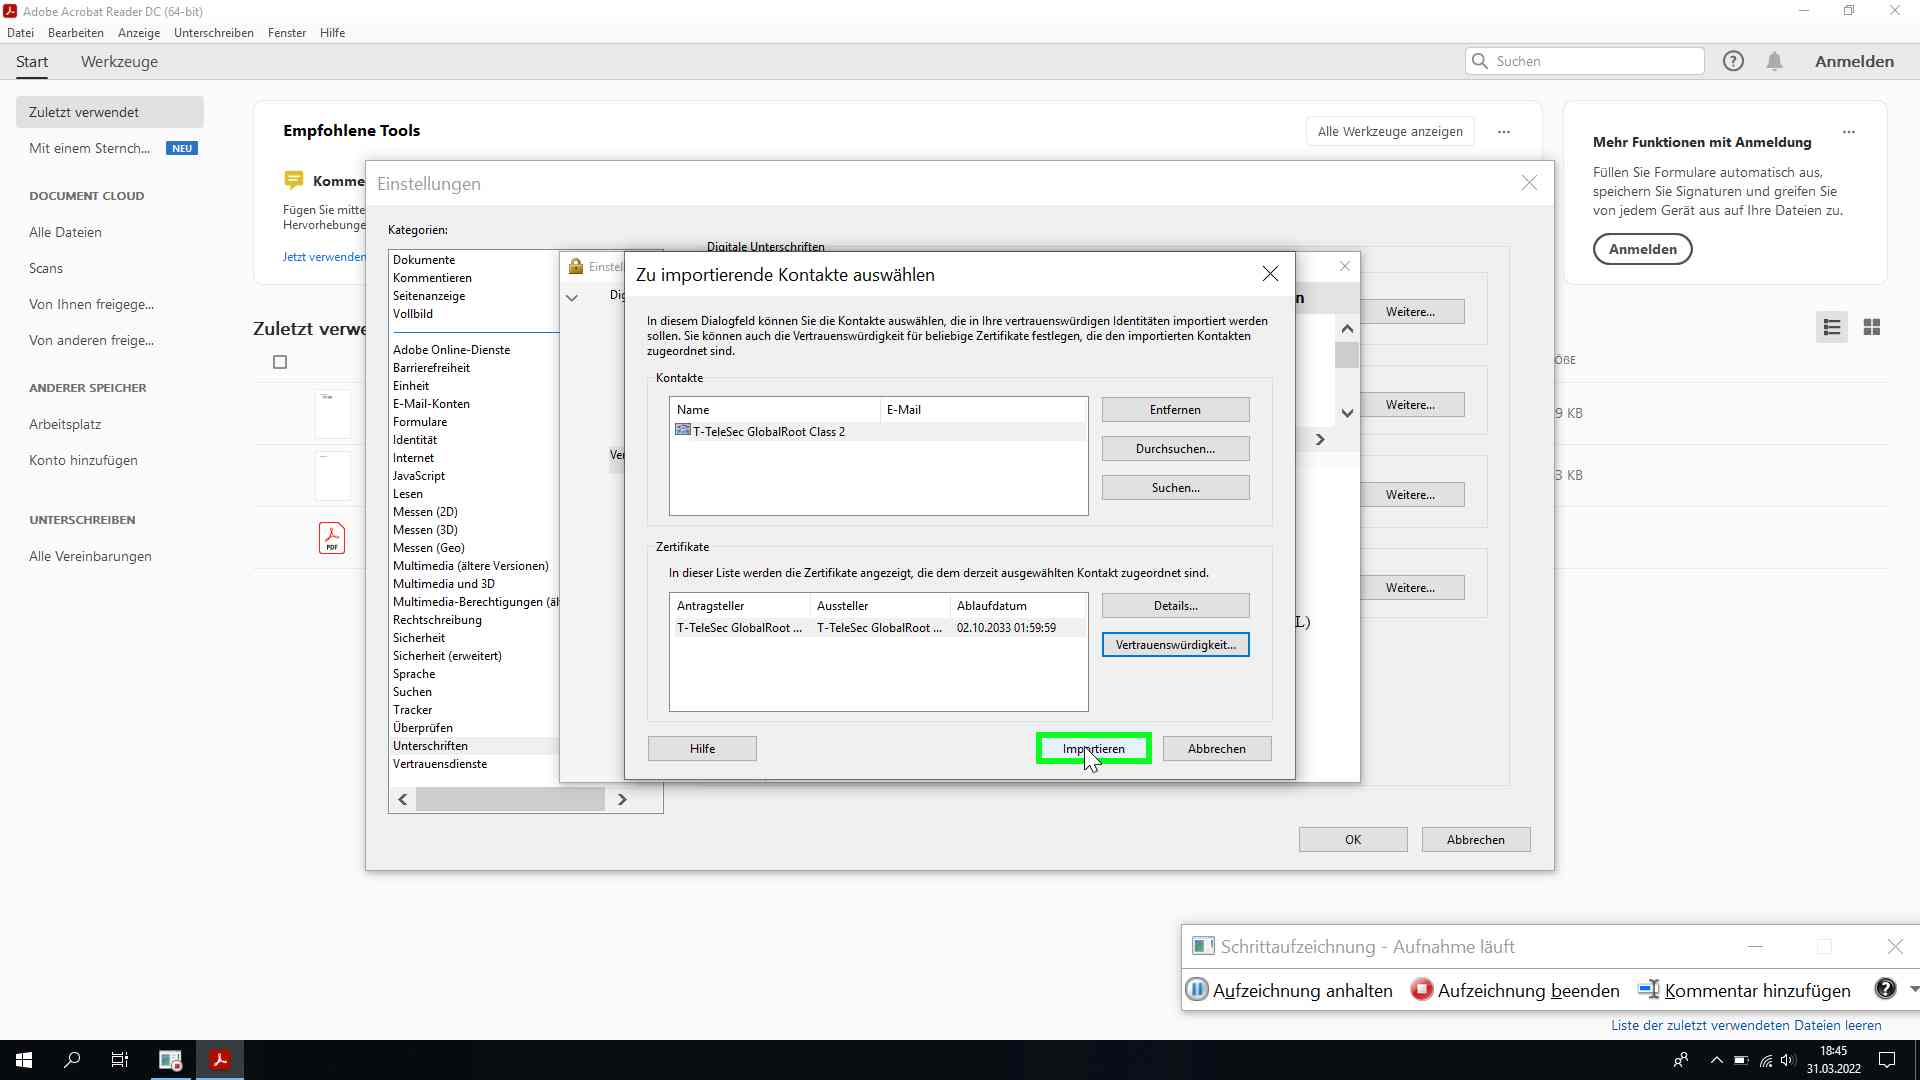 Adobe Acrobat Reader DC (64-bit)
Datei Bearbeiten Anzeige Unterschreiben Fenster Hilfe
Start Werkzeuge
Suchen
Anmelden
Zuletzt verwendet
Mit einem Sternch... NEU
DOCUMENT CLOUD
Alle Dateien
Scans
Von Ihnen freigege...
Von anderen freige...
ANDERER SPEICHER
Arbeitsplatz
Konto hinzufügen
UNTERSCHREIBEN
Alle Vereinbarungen
Empfohlene Tools
Alle Werkzeuge anzeigen
Komme
Fügen Sie mitte
Hervorhebunge
Jetzt verwenden
Zuletzt verwe
Mehr Funktionen mit Anmeldung
Füllen Sie Formulare automatisch aus,
speichern Sie Signaturen und greifen Sie
von jedem Gerät aus auf Ihre Dateien zu.
Anmelden
ÖßE
9 KB
3 KB
PDF
Einstellungen
Kategorien:
Dokumente
Kommentieren
Seitenanzeige
Vollbild
Adobe Online-Dienste
Barrierefreiheit
Einheit
E-Mail-Konten
Formulare
Identität
Internet
JavaScript
Lesen
Messen (2D)
Messen (3D)
Messen (Geo)
Multimedia (ältere Versionen)
Multimedia und 3D
Multimedia-Berechtigungen (äl
Rechtschreibung
Sicherheit
Sicherheit (erweitert)
Sprache
Suchen
Tracker
Überprüfen
Unterschriften
Vertrauensdienste
Digitale Unterschriften
Weitere...
Weitere...
Weitere...
Weitere...
OK Abbrechen
Einstell
Dig
Ver
n
L)
Zu importierende Kontakte auswählen
In diesem Dialogfeld können Sie die Kontakte auswählen, die in Ihre vertrauenswürdigen Identitäten importiert werden
sollen. Sie können auch die Vertrauenswürdigkeit für beliebige Zertifikate festlegen, die den importierten Kontakten
zugeordnet sind.
Kontakte
Name E-Mail
T-TeleSec GlobalRoot Class 2
Entfernen
Durchsuchen...
Suchen...
Zertifikate
In dieser Liste werden die Zertifikate angezeigt, die dem derzeit ausgewählten Kontakt zugeordnet sind.
Antragsteller Aussteller Ablaufdatum
T-TeleSec GlobalRoot ... T-TeleSec GlobalRoot ... 02.10.2033 01:59:59
Details...
Vertrauenswürdigkeit...
Hilfe Importieren Abbrechen
Schrittaufzeichnung - Aufnahme läuft
Aufzeichnung anhalten Aufzeichnung beenden Kommentar hinzufügen
Liste der zuletzt verwendeten Dateien leeren
18:45
31.03.2022